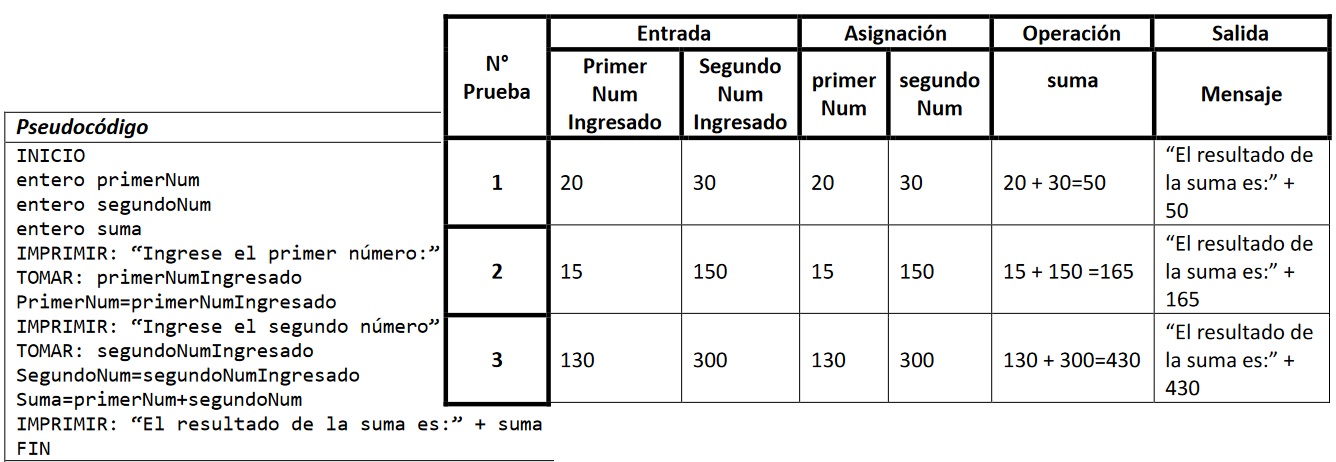 Pseudocódigo
INICIO
entero primerNum
entero segundoNum
entero suma
IMPRIMIR: “Ingrese el primer número:”
TOMAR: primerNumIngresado
PrimerNum=primerNumIngresado
IMPRIMIR: “Ingrese el segundo número”
TOMAR: segundoNumIngresado
SegundoNum=segundoNumIngresado
Suma=primerNum+segundoNum
IMPRIMIR: “El resultado de la suma es:” + suma
FIN
N°
Prueba
Entrada
Asignación
Operación
Salida
Primer
Num
Ingresado
Segundo
Num
Ingresado
primer
Num
segundo
Num
suma
Mensaje
1
20
30
20
30
20 + 30=50
“El resultado de
la suma es:” +
50
2
15
150
15
150
15 + 150 =165
“El resultado de
la suma es:” +
165
3
130
300
130
300
130 + 300=430
“El resultado de
la suma es:” +
430